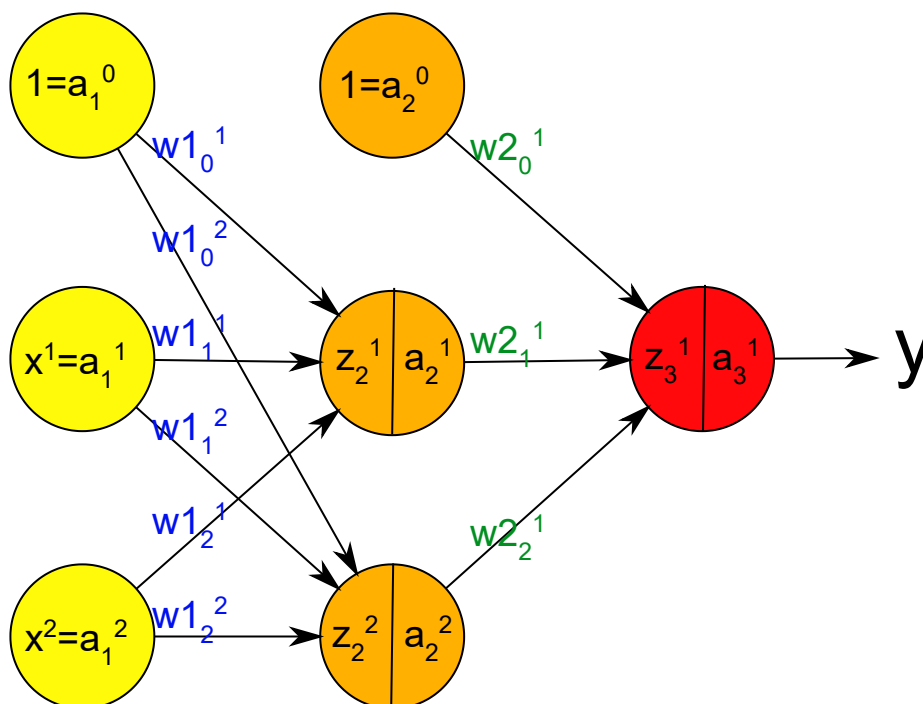 1=a₁⁰
1=a₂⁰
w1₀¹
w2₀¹
w1₀²
x¹=a₁¹
w1₁¹
z₂¹ a₂¹
w2₁¹
z₃¹ a₃¹
y
w1₁²
w1₂¹
w2₂¹
x²=a₁²
w1₂²
z₂² a₂²